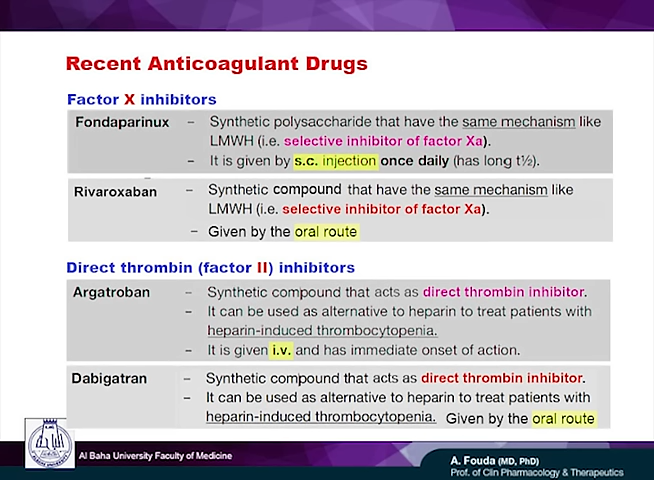 Recent Anticoagulant Drugs
Factor X inhibitors
Fondaparinux – Synthetic polysaccharide that have the same mechanism like
LMWH (i.e. selective inhibitor of factor Xa).
– It is given by s.c. injection once daily (has long t½).
Rivaroxaban – Synthetic compound that have the same mechanism like
LMWH (i.e. selective inhibitor of factor Xa).
– Given by the oral route
Direct thrombin (factor II) inhibitors
Argatroban – Synthetic compound that acts as direct thrombin inhibitor.
– It can be used as alternative to heparin to treat patients with
heparin-induced thrombocytopenia.
– It is given i.v. and has immediate onset of action.
Dabigatran – Synthetic compound that acts as direct thrombin inhibitor.
– It can be used as alternative to heparin to treat patients with
heparin-induced thrombocytopenia. Given by the oral route
Al Baha University Faculty of Medicine
A. Fouda (MD, PhD)
Prof. of Clin Pharmacology & Therapeutics